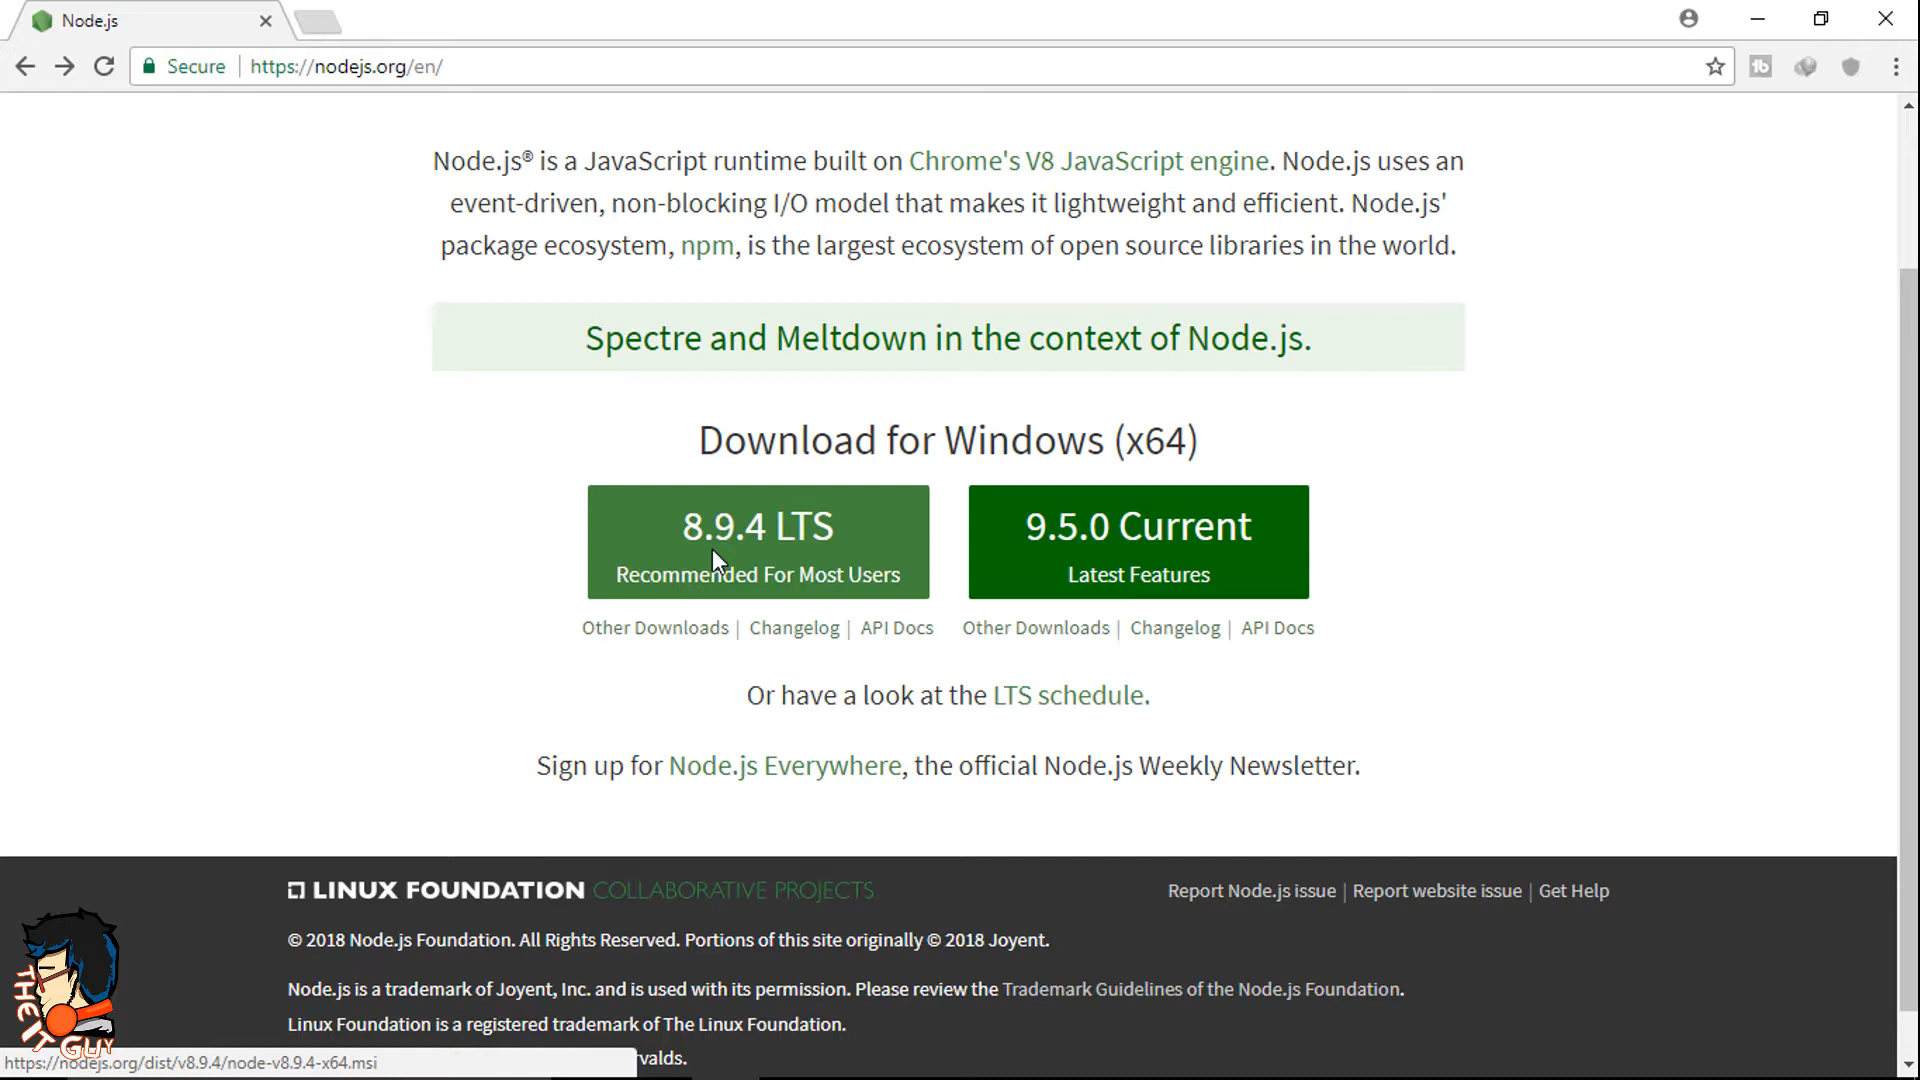 Node.js
Secure
https://nodejs.org/en/
Node.js® is a JavaScript runtime built on Chrome's V8 JavaScript engine. Node.js uses an
event-driven, non-blocking I/O model that makes it lightweight and efficient. Node.js'
package ecosystem, npm, is the largest ecosystem of open source libraries in the world.
Spectre and Meltdown in the context of Node.js.
Download for Windows (x64)
8.9.4 LTS
Recommended For Most Users
9.5.0 Current
Latest Features
Other Downloads | Changelog | API Docs
Other Downloads | Changelog | API Docs
Or have a look at the LTS schedule.
Sign up for Node.js Everywhere, the official Node.js Weekly Newsletter.
LINUX FOUNDATION COLLABORATIVE PROJECTS
Report Node.js issue | Report website issue | Get Help
© 2018 Node.js Foundation. All Rights Reserved. Portions of this site originally © 2018 Joyent.
Node.js is a trademark of Joyent, Inc. and is used with its permission. Please review the Trademark Guidelines of the Node.js Foundation.
Linux Foundation is a registered trademark of The Linux Foundation.
valds.
THE IT GUY
https://nodejs.org/dist/v8.9.4/node-v8.9.4-x64.msi